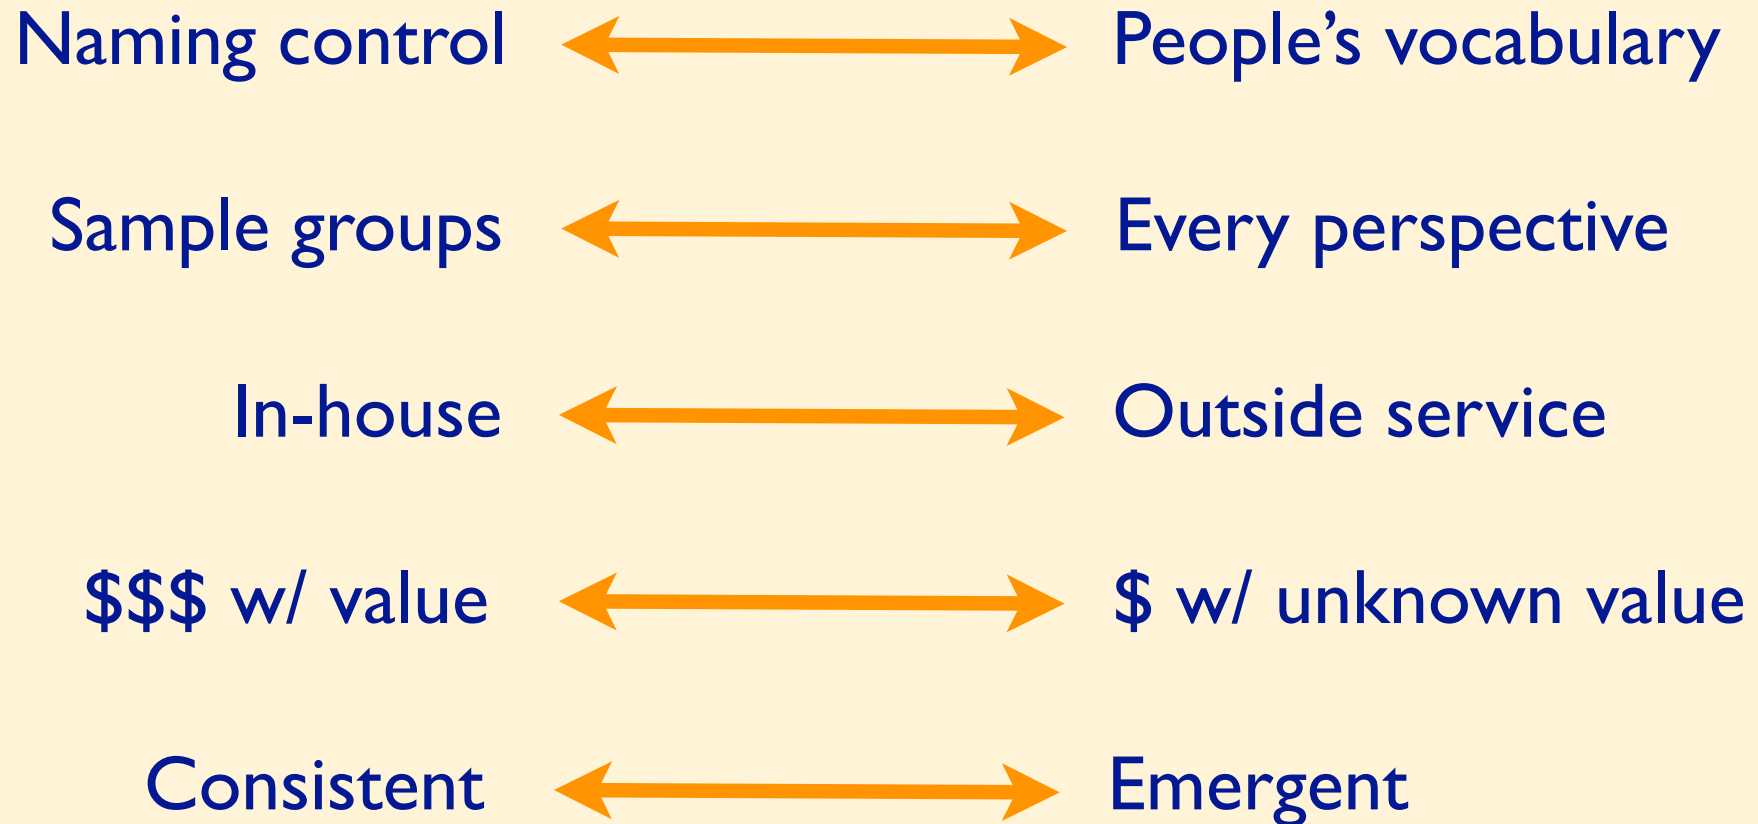 Naming control People’s vocabulary
Sample groups Every perspective
In-house Outside service
$$$ w/ value $ w/ unknown value
Consistent Emergent